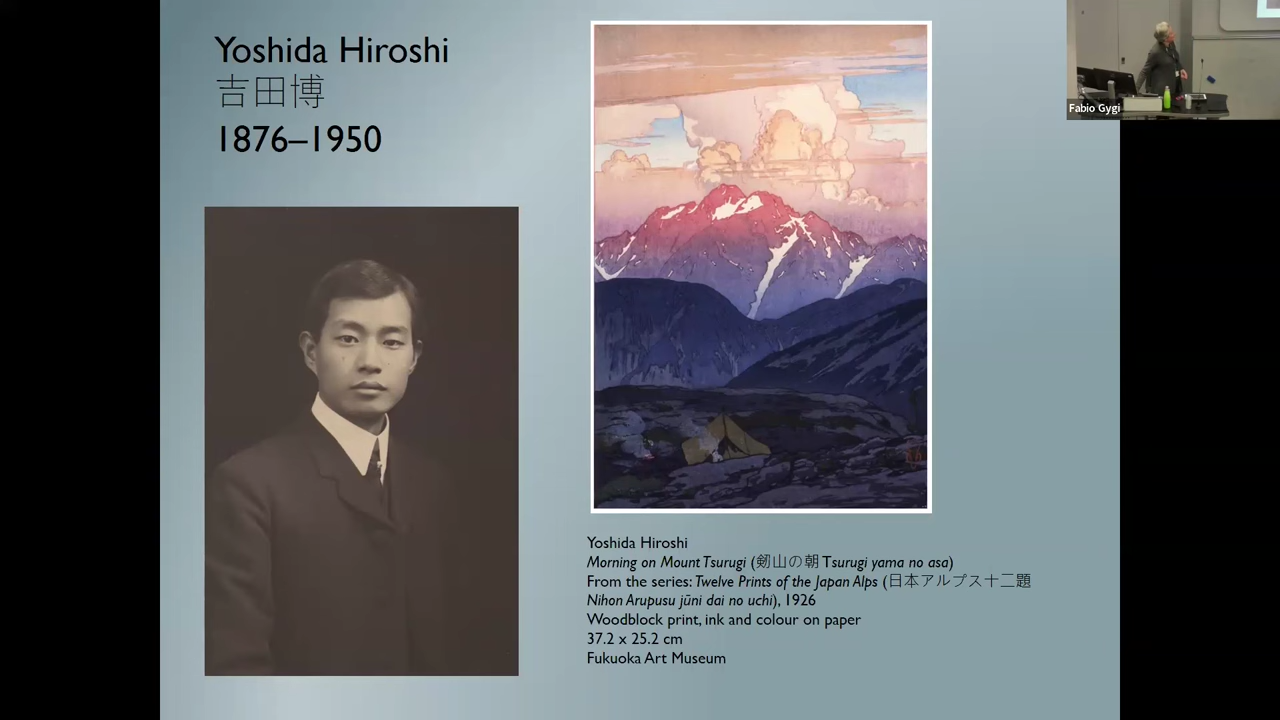 Yoshida Hiroshi
吉田博
1876–1950
Fabio Gygi
Yoshida Hiroshi
Morning on Mount Tsurugi (剱山の朝 Tsurugi yama no asa)
From the series: Twelve Prints of the Japan Alps (日本アルプス十二題
Nihon Arupusu jūni dai no uchi), 1926
Woodblock print, ink and colour on paper
37.2 x 25.2 cm
Fukuoka Art Museum